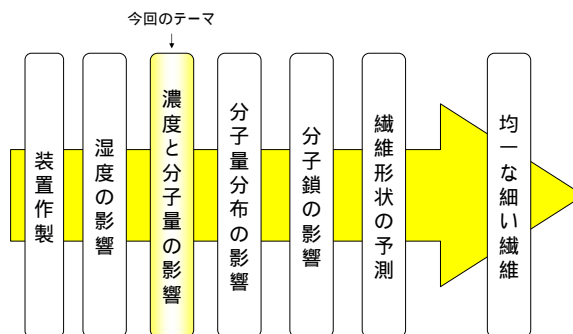 今回のテーマ
装置作製
湿度の影響
濃度と分子量の影響
分子量分布の影響
分子鎖の影響
繊維形状の予測
均一な細い繊維